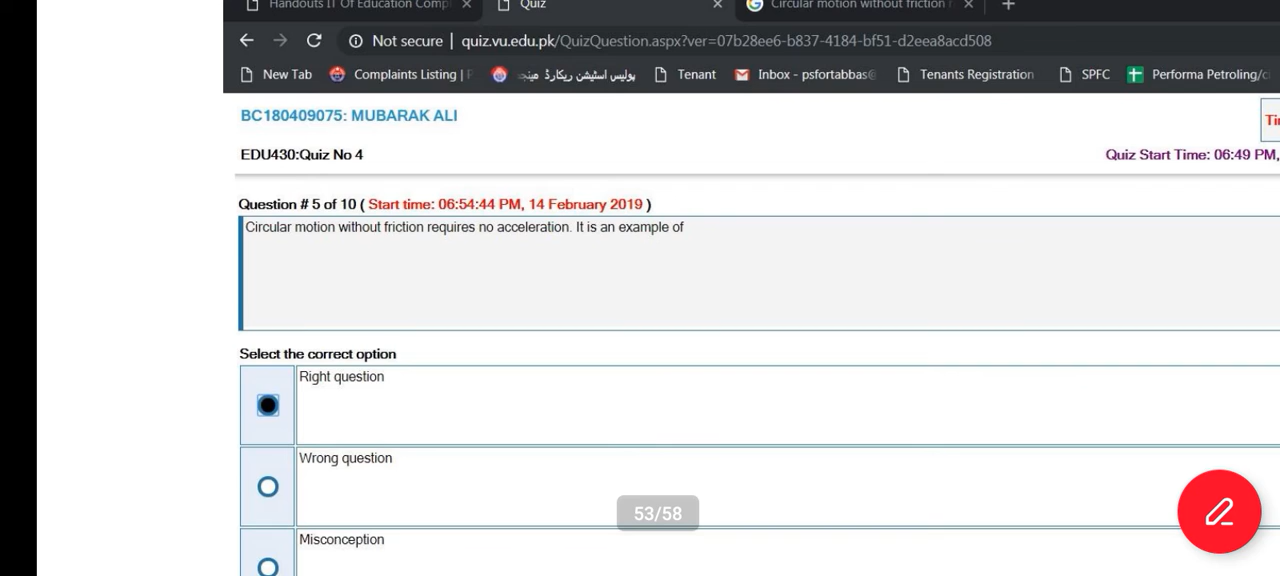 Handouts IT Of Education Comp
Quiz
Circular motion without friction r
Not secure | quiz.vu.edu.pk/QuizQuestion.aspx?ver=07b28ee6-b837-4184-bf51-d2eea8acd508
New Tab Complaints Listing | P پولیس اسٹیشن ریکارڈ مینج Tenant Inbox - psfortabbas@ Tenants Registration SPFC Performa Petroling/c
BC180409075: MUBARAK ALI
Ti
EDU430:Quiz No 4
Quiz Start Time: 06:49 PM,
Question # 5 of 10 ( Start time: 06:54:44 PM, 14 February 2019 )
Circular motion without friction requires no acceleration. It is an example of
Select the correct option
Right question
Wrong question
53/58
Misconception